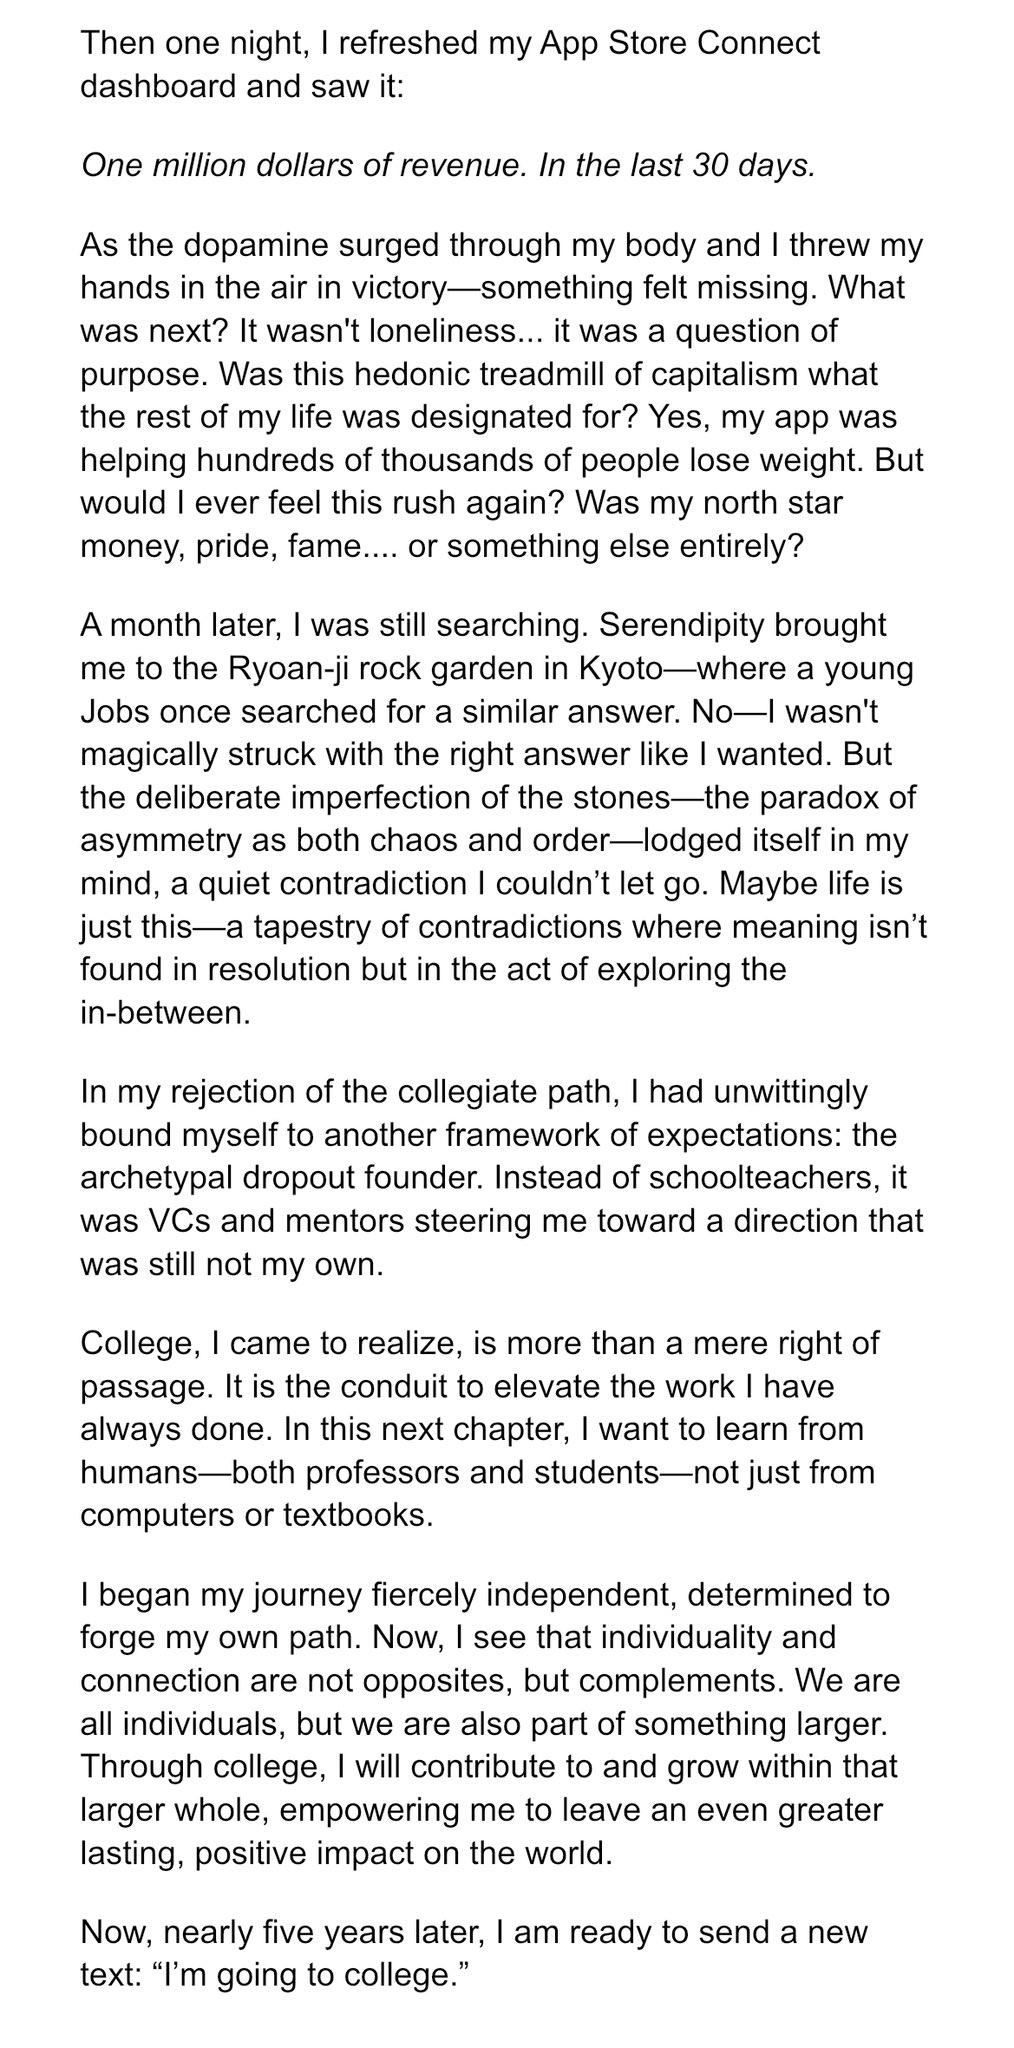 Then one night, I refreshed my App Store Connect
dashboard and saw it:
One million dollars of revenue. In the last 30 days.
As the dopamine surged through my body and I threw my
hands in the air in victory—something felt missing. What
was next? It wasn't loneliness... it was a question of
purpose. Was this hedonic treadmill of capitalism what
the rest of my life was designated for? Yes, my app was
helping hundreds of thousands of people lose weight. But
would I ever feel this rush again? Was my north star
money, pride, fame.... or something else entirely?
A month later, I was still searching. Serendipity brought
me to the Ryoan-ji rock garden in Kyoto—where a young
Jobs once searched for a similar answer. No—I wasn't
magically struck with the right answer like I wanted. But
the deliberate imperfection of the stones—the paradox of
asymmetry as both chaos and order—lodged itself in my
mind, a quiet contradiction I couldn’t let go. Maybe life is
just this—a tapestry of contradictions where meaning isn’t
found in resolution but in the act of exploring the
in-between.
In my rejection of the collegiate path, I had unwittingly
bound myself to another framework of expectations: the
archetypal dropout founder. Instead of schoolteachers, it
was VCs and mentors steering me toward a direction that
was still not my own.
College, I came to realize, is more than a mere right of
passage. It is the conduit to elevate the work I have
always done. In this next chapter, I want to learn from
humans—both professors and students—not just from
computers or textbooks.
I began my journey fiercely independent, determined to
forge my own path. Now, I see that individuality and
connection are not opposites, but complements. We are
all individuals, but we are also part of something larger.
Through college, I will contribute to and grow within that
larger whole, empowering me to leave an even greater
lasting, positive impact on the world.
Now, nearly five years later, I am ready to send a new
text: “I’m going to college.”